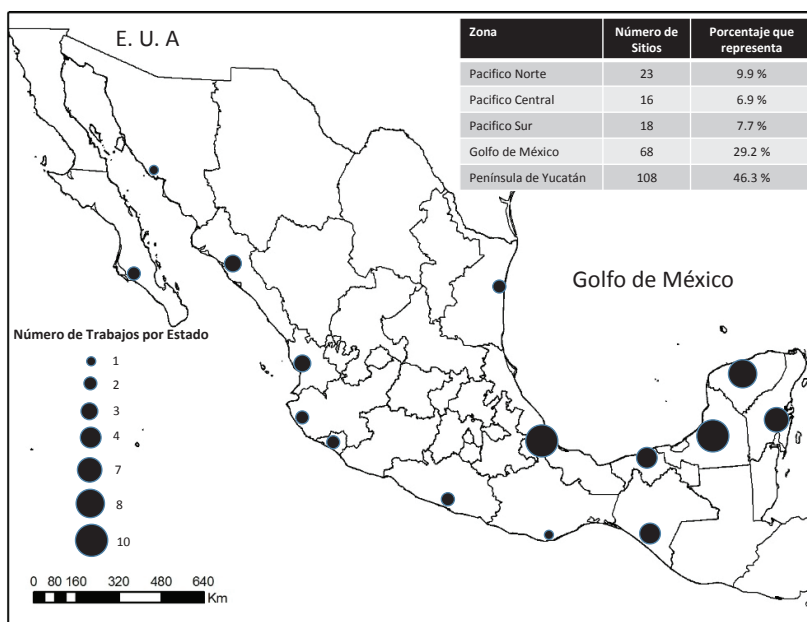 E. U. A
Zona Número de Sitios Porcentaje que representa
Pacifico Norte 23 9.9 %
Pacifico Central 16 6.9 %
Pacifico Sur 18 7.7 %
Golfo de México 68 29.2 %
Península de Yucatán 108 46.3 %
Golfo de México
Número de Trabajos por Estado
1
2
3
4
7
8
10
0 80 160 320 480 640
Km